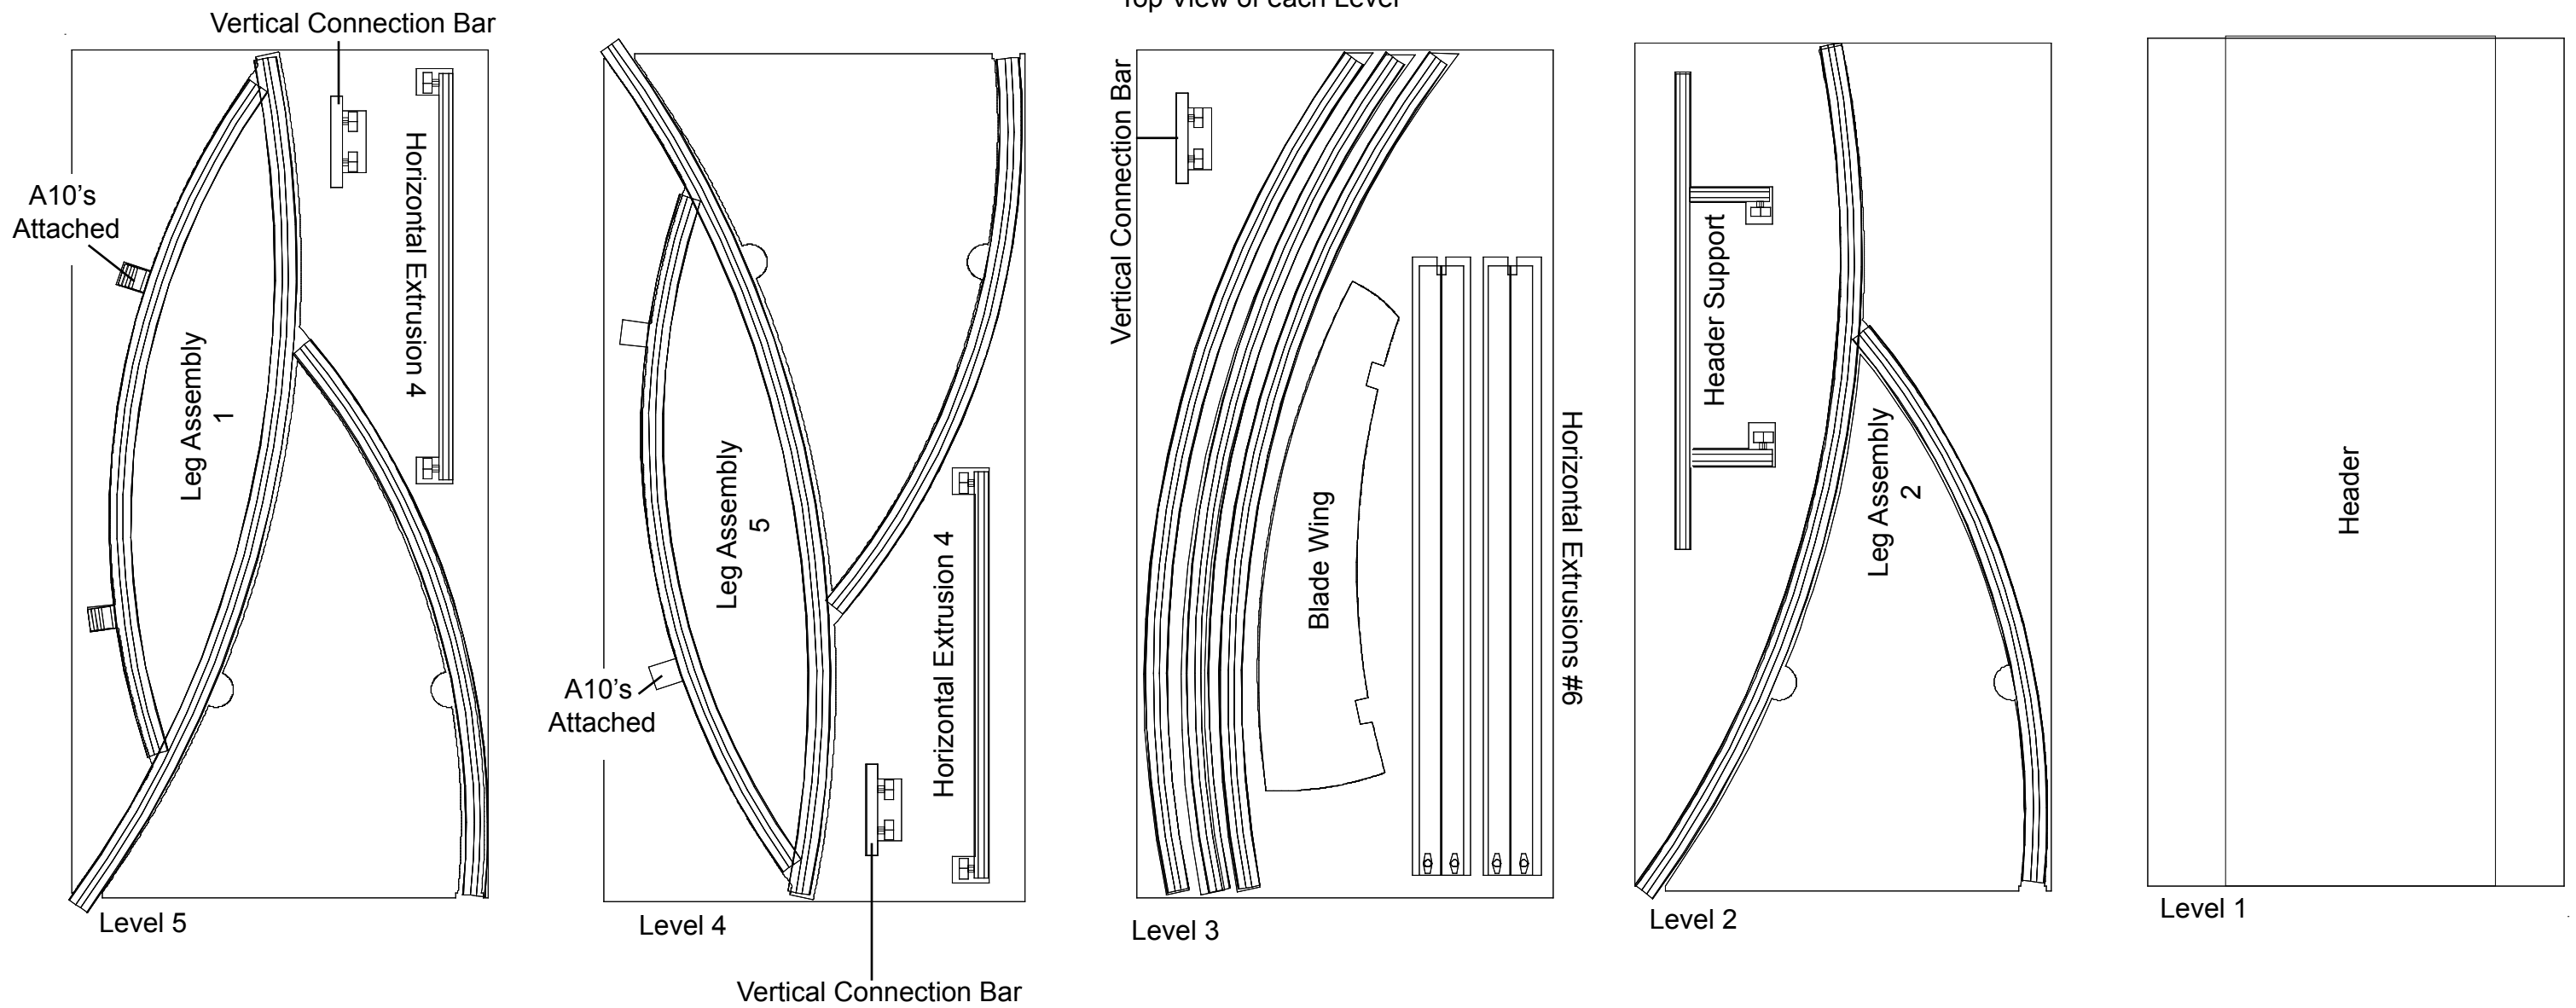 Top View of each Level
Vertical Connection Bar
A10’s
Attached
Leg Assembly
1
Horizontal Extrusion 4
Level 5
Leg Assembly
5
A10’s
Attached
Horizontal Extrusion 4
Level 4
Vertical Connection Bar
Vertical Connection Bar
Blade Wing
Horizontal Extrusions #6
Level 3
Header Support
Leg Assembly
2
Level 2
Header
Level 1